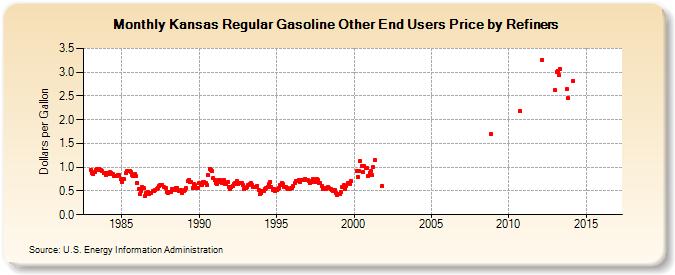 Monthly Kansas Regular Gasoline Other End Users Price by Refiners
Dollars per Gallon
3.5
3.0
2.5
2.0
1.5
1.0
0.5
0.0
1985 1990 1995 2000 2005 2010 2015
Source: U.S. Energy Information Administration